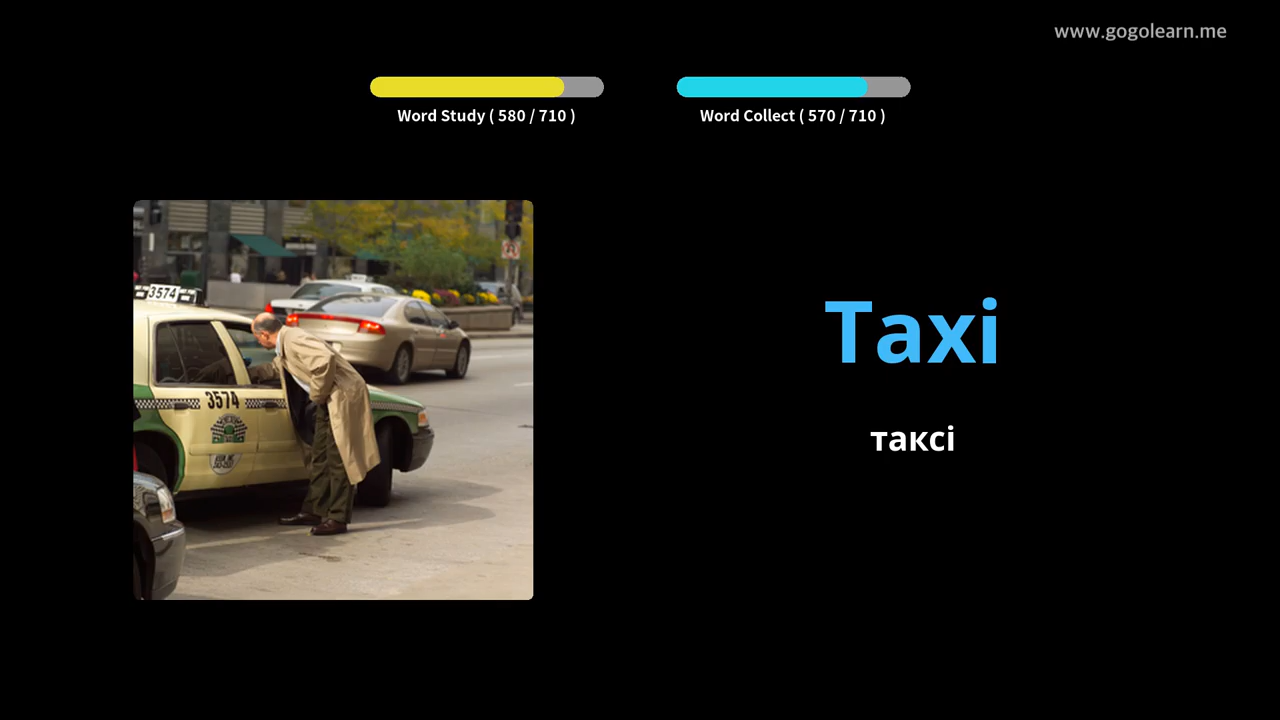 www.gogolearn.me
Word Study ( 580 / 710 )
Word Collect ( 570 / 710 )
3574
3574
Taxi
таксі